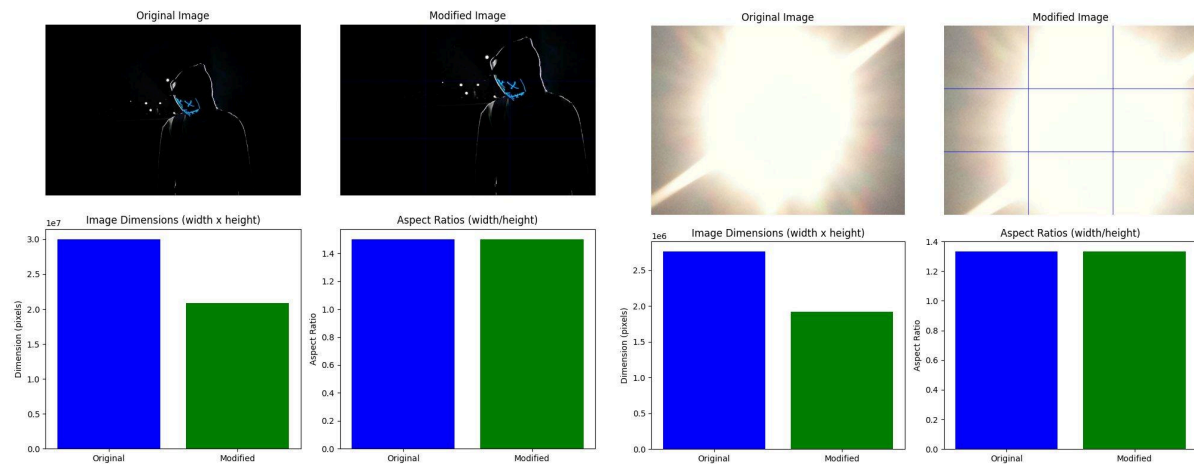 Original Image
Modified Image
Image Dimensions (width x height)
1e7
Dimension (pixels)
3.0
2.5
2.0
1.5
1.0
0.5
0.0
Original
Modified
Aspect Ratios (width/height)
Aspect Ratio
1.4
1.2
1.0
0.8
0.6
0.4
0.2
0.0
Original
Modified
Original Image
Modified Image
Image Dimensions (width x height)
1e6
Dimension (pixels)
2.5
2.0
1.5
1.0
0.5
0.0
Original
Modified
Aspect Ratios (width/height)
Aspect Ratio
1.4
1.2
1.0
0.8
0.6
0.4
0.2
0.0
Original
Modified